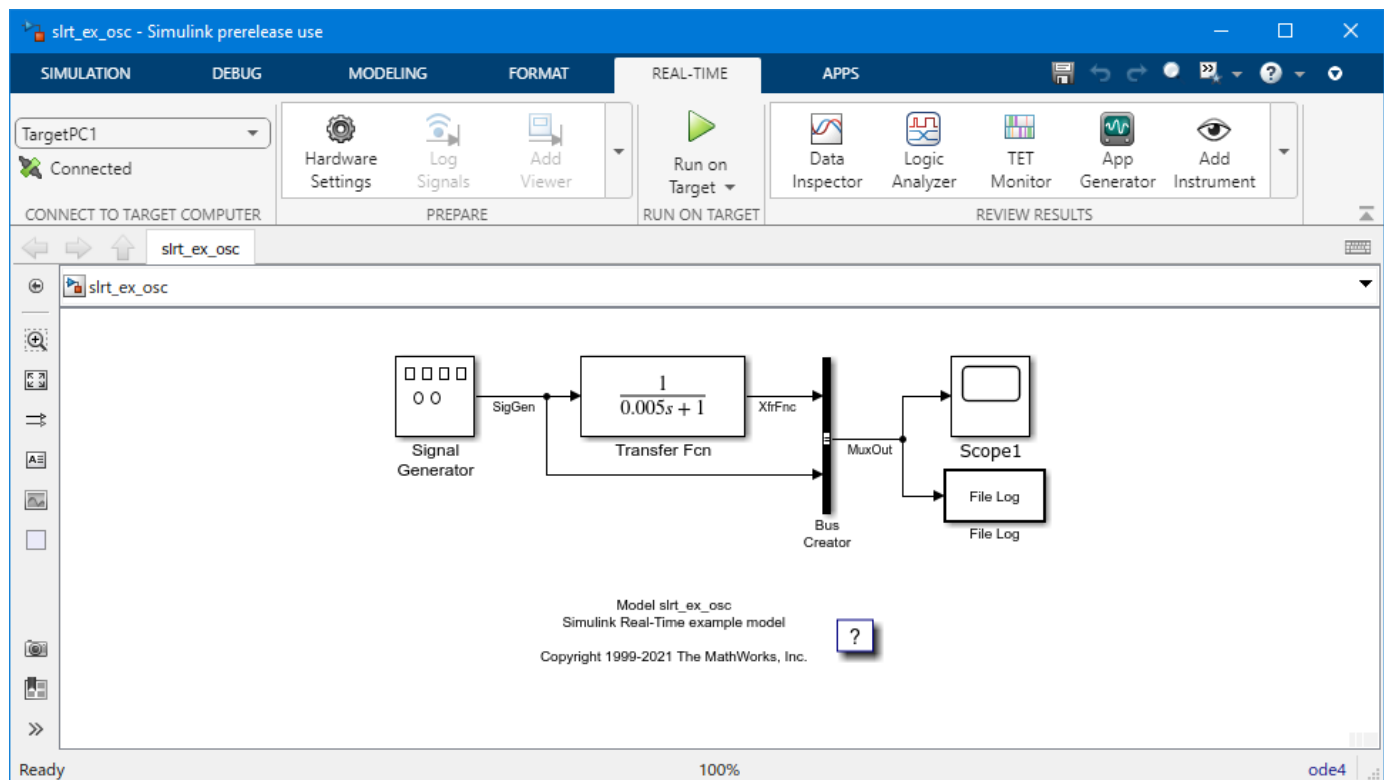 slrt_ex_osc - Simulink prerelease use
SIMULATION DEBUG MODELING FORMAT REAL-TIME APPS
TargetPC1
Connected
CONNECT TO TARGET COMPUTER
Hardware
Settings
Log
Signals
Add
Viewer
PREPARE
Run on
Target
RUN ON TARGET
Data
Inspector
Logic
Analyzer
TET
Monitor
App
Generator
Add
Instrument
REVIEW RESULTS
slrt_ex_osc
slrt_ex_osc
Signal
Generator
SigGen
1
0.005s + 1
Transfer Fcn
XfrFnc
Bus
Creator
MuxOut
Scope1
File Log
File Log
Model slrt_ex_osc
Simulink Real-Time example model
?
Copyright 1999-2021 The MathWorks, Inc.
Ready 100% ode4